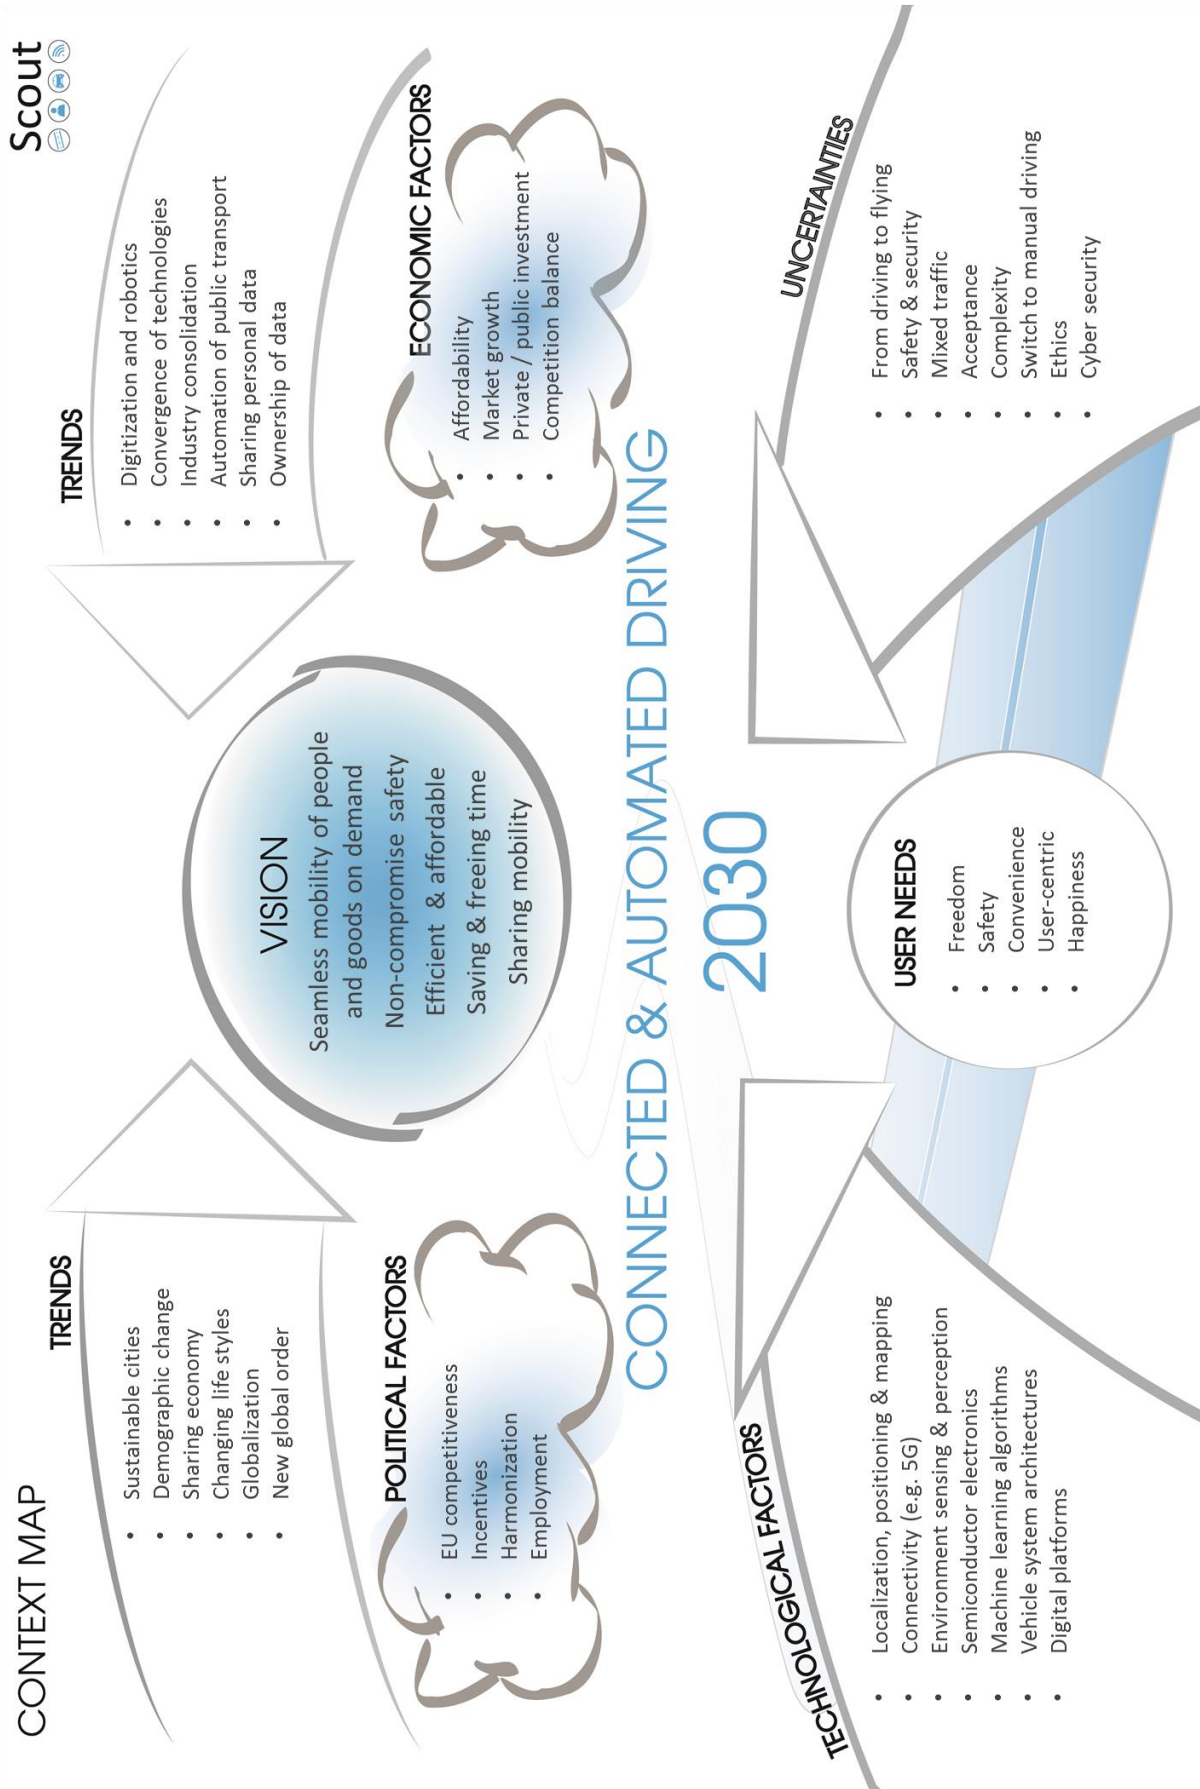 CONTEXT MAP
Scout
TRENDS
• Sustainable cities
• Demographic change
• Sharing economy
• Changing life styles
• Globalization
• New global order
VISION
Seamless mobility of people
and goods on demand
Non-compromise safety
Efficient & affordable
Saving & freeing time
Sharing mobility
TRENDS
• Digitization and robotics
• Convergence of technologies
• Industry consolidation
• Automation of public transport
• Sharing personal data
• Ownership of data
POLITICAL FACTORS
• EU competitiveness
• Incentives
• Harmonization
• Employment
ECONOMIC FACTORS
• Affordability
• Market growth
• Private / public investment
• Competition balance
CONNECTED & AUTOMATED DRIVING
2030
TECHNOLOGICAL FACTORS
• Localization, positioning & mapping
• Connectivity (e.g. 5G)
• Environment sensing & perception
• Semiconductor electronics
• Machine learning algorithms
• Vehicle system architectures
• Digital platforms
USER NEEDS
• Freedom
• Safety
• Convenience
• User-centric
• Happiness
UNCERTAINTIES
• From driving to flying
• Safety & security
• Mixed traffic
• Acceptance
• Complexity
• Switch to manual driving
• Ethics
• Cyber security